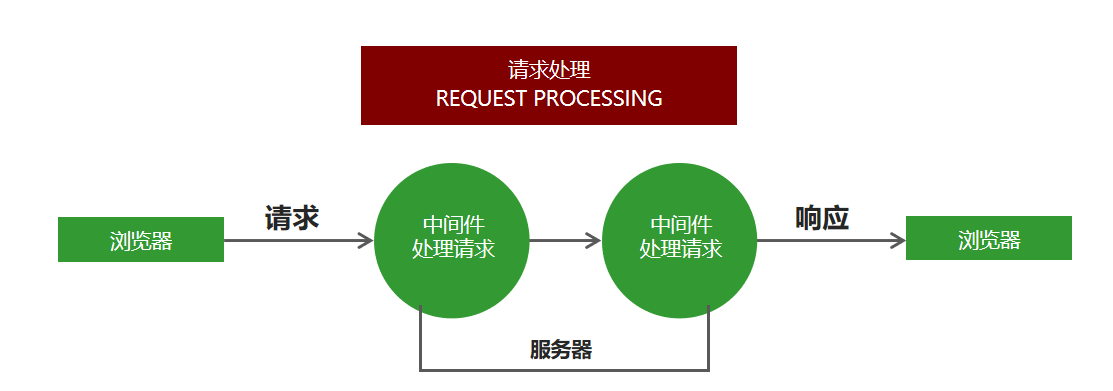 请求处理
REQUEST PROCESSING
请求
响应
浏览器
中间件
处理请求
中间件
处理请求
浏览器
服务器